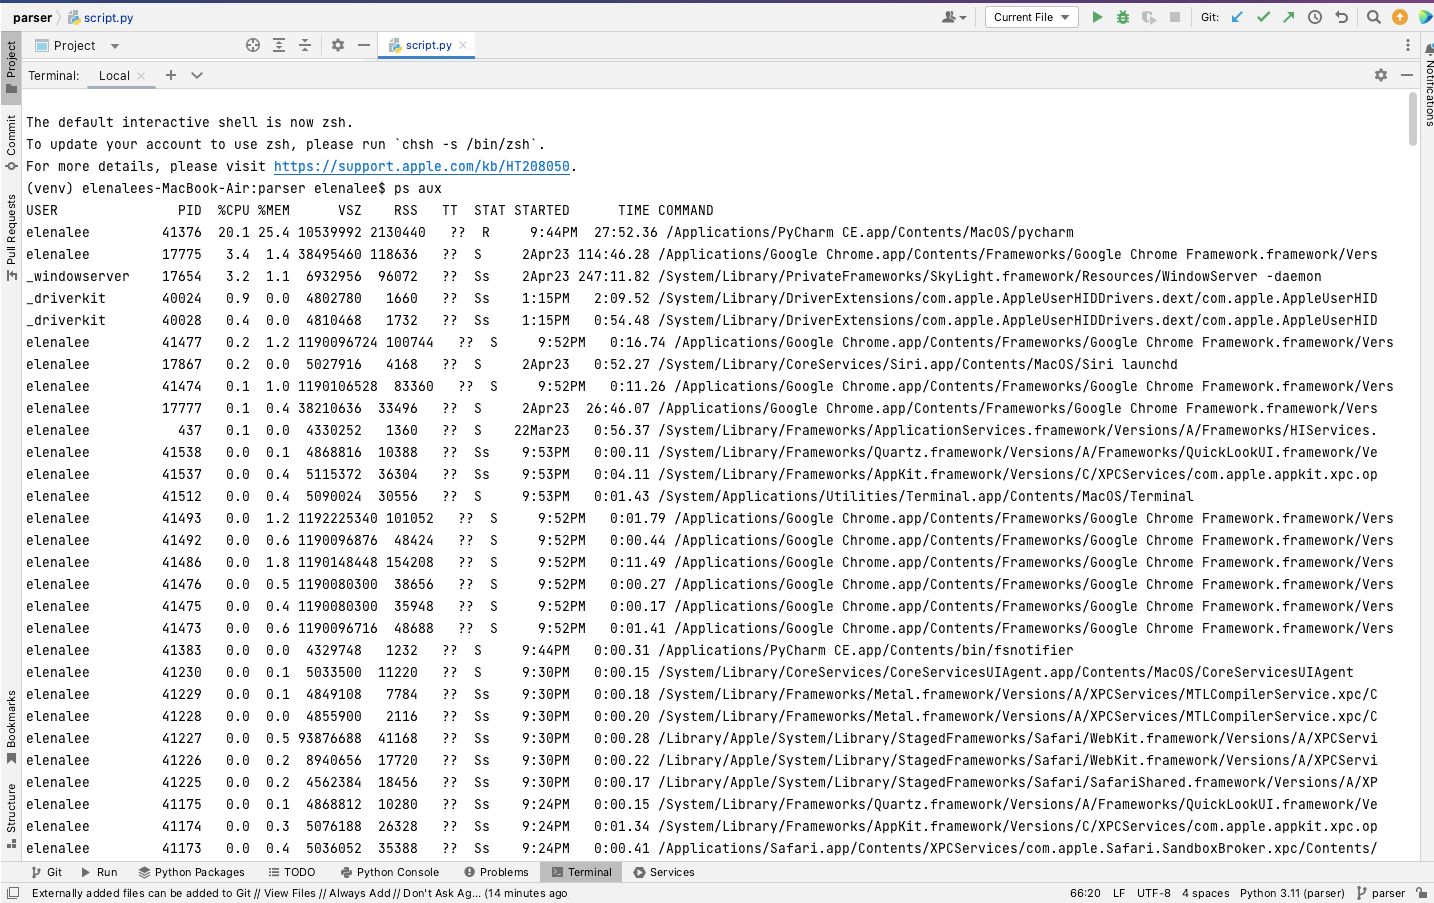 parser script.py Current File Git:
Project script.py
Terminal: Local
The default interactive shell is now zsh.
To update your account to use zsh, please run `chsh -s /bin/zsh`.
For more details, please visit https://support.apple.com/kb/HT208050.
(venv) elenalees-MacBook-Air:parser elenalee$ ps aux
USER PID %CPU %MEM VSZ RSS TT STAT STARTED TIME COMMAND
elenalee 41376 20.1 25.4 10539992 2130440 ?? R 9:44PM 27:52.36 /Applications/PyCharm CE.app/Contents/MacOS/pycharm
elenalee 17775 3.4 1.4 38495460 118636 ?? S 2Apr23 114:46.28 /Applications/Google Chrome.app/Contents/Frameworks/Google Chrome Framework.framework/Vers
_windowserver 17654 3.2 1.1 6932956 96072 ?? Ss 2Apr23 247:11.82 /System/Library/PrivateFrameworks/SkyLight.framework/Resources/WindowServer -daemon
_driverkit 40024 0.9 0.0 4802780 1660 ?? Ss 1:15PM 2:09.52 /System/Library/DriverExtensions/com.apple.AppleUserHIDDrivers.dext/com.apple.AppleUserHID
_driverkit 40028 0.4 0.0 4810468 1732 ?? Ss 1:15PM 0:54.48 /System/Library/DriverExtensions/com.apple.AppleUserHIDDrivers.dext/com.apple.AppleUserHID
elenalee 41477 0.2 1.2 1190096724 100744 ?? S 9:52PM 0:16.74 /Applications/Google Chrome.app/Contents/Frameworks/Google Chrome Framework.framework/Vers
elenalee 17867 0.2 0.0 5027916 4168 ?? S 2Apr23 0:52.27 /System/Library/CoreServices/Siri.app/Contents/MacOS/Siri launchd
elenalee 41474 0.1 1.0 1190106528 83360 ?? S 9:52PM 0:11.26 /Applications/Google Chrome.app/Contents/Frameworks/Google Chrome Framework.framework/Vers
elenalee 17777 0.1 0.4 38210636 33496 ?? S 2Apr23 26:46.07 /Applications/Google Chrome.app/Contents/Frameworks/Google Chrome Framework.framework/Vers
elenalee 437 0.1 0.0 4330252 1360 ?? S 22Mar23 0:56.37 /System/Library/Frameworks/ApplicationServices.framework/Versions/A/Frameworks/HIServices.
elenalee 41538 0.0 0.1 4868816 10388 ?? Ss 9:53PM 0:00.11 /System/Library/Frameworks/Quartz.framework/Versions/A/Frameworks/QuickLookUI.framework/Ve
elenalee 41537 0.0 0.4 5115372 36304 ?? Ss 9:53PM 0:04.11 /System/Library/Frameworks/AppKit.framework/Versions/C/XPCServices/com.apple.appkit.xpc.op
elenalee 41512 0.0 0.4 5090024 30556 ?? S 9:53PM 0:01.43 /System/Applications/Utilities/Terminal.app/Contents/MacOS/Terminal
elenalee 41493 0.0 1.2 1192225340 101052 ?? S 9:52PM 0:01.79 /Applications/Google Chrome.app/Contents/Frameworks/Google Chrome Framework.framework/Vers
elenalee 41492 0.0 0.6 1190096876 48424 ?? S 9:52PM 0:00.44 /Applications/Google Chrome.app/Contents/Frameworks/Google Chrome Framework.framework/Vers
elenalee 41486 0.0 1.8 1190148448 154208 ?? S 9:52PM 0:11.49 /Applications/Google Chrome.app/Contents/Frameworks/Google Chrome Framework.framework/Vers
elenalee 41476 0.0 0.5 1190080300 38656 ?? S 9:52PM 0:00.27 /Applications/Google Chrome.app/Contents/Frameworks/Google Chrome Framework.framework/Vers
elenalee 41475 0.0 0.4 1190080300 35948 ?? S 9:52PM 0:00.17 /Applications/Google Chrome.app/Contents/Frameworks/Google Chrome Framework.framework/Vers
elenalee 41473 0.0 0.6 1190096716 48688 ?? S 9:52PM 0:01.41 /Applications/Google Chrome.app/Contents/Frameworks/Google Chrome Framework.framework/Vers
elenalee 41383 0.0 0.0 4329748 1232 ?? S 9:44PM 0:00.31 /Applications/PyCharm CE.app/Contents/bin/fsnotifier
elenalee 41230 0.0 0.1 5033500 11220 ?? S 9:30PM 0:00.15 /System/Library/CoreServices/CoreServicesUIAgent.app/Contents/MacOS/CoreServicesUIAgent
elenalee 41229 0.0 0.1 4849108 7784 ?? Ss 9:30PM 0:00.18 /System/Library/Frameworks/Metal.framework/Versions/A/XPCServices/MTLCompilerService.xpc/C
elenalee 41228 0.0 0.0 4855900 2116 ?? Ss 9:30PM 0:00.20 /System/Library/Frameworks/Metal.framework/Versions/A/XPCServices/MTLCompilerService.xpc/C
elenalee 41227 0.0 0.5 93876688 41168 ?? Ss 9:30PM 0:00.28 /Library/Apple/System/Library/StagedFrameworks/Safari/WebKit.framework/Versions/A/XPCServi
elenalee 41226 0.0 0.2 8940656 17720 ?? Ss 9:30PM 0:00.22 /Library/Apple/System/Library/StagedFrameworks/Safari/WebKit.framework/Versions/A/XPCServi
elenalee 41225 0.0 0.2 4562384 18456 ?? Ss 9:30PM 0:00.17 /Library/Apple/System/Library/StagedFrameworks/Safari/SafariShared.framework/Versions/A/XP
elenalee 41175 0.0 0.1 4868812 10280 ?? Ss 9:24PM 0:00.15 /System/Library/Frameworks/Quartz.framework/Versions/A/Frameworks/QuickLookUI.framework/Ve
elenalee 41174 0.0 0.3 5076188 26328 ?? Ss 9:24PM 0:01.34 /System/Library/Frameworks/AppKit.framework/Versions/C/XPCServices/com.apple.appkit.xpc.op
elenalee 41173 0.0 0.4 5036052 35388 ?? Ss 9:24PM 0:00.41 /Applications/Safari.app/Contents/XPCServices/com.apple.Safari.SandboxBroker.xpc/Contents/
Project
Commit
Pull Requests
Bookmarks
Structure
Notifications
Git Run Python Packages TODO Python Console Problems Terminal Services
Externally added files can be added to Git // View Files // Always Add // Don't Ask Ag... (14 minutes ago 66:20 LF UTF-8 4 spaces Python 3.11 (parser) parser